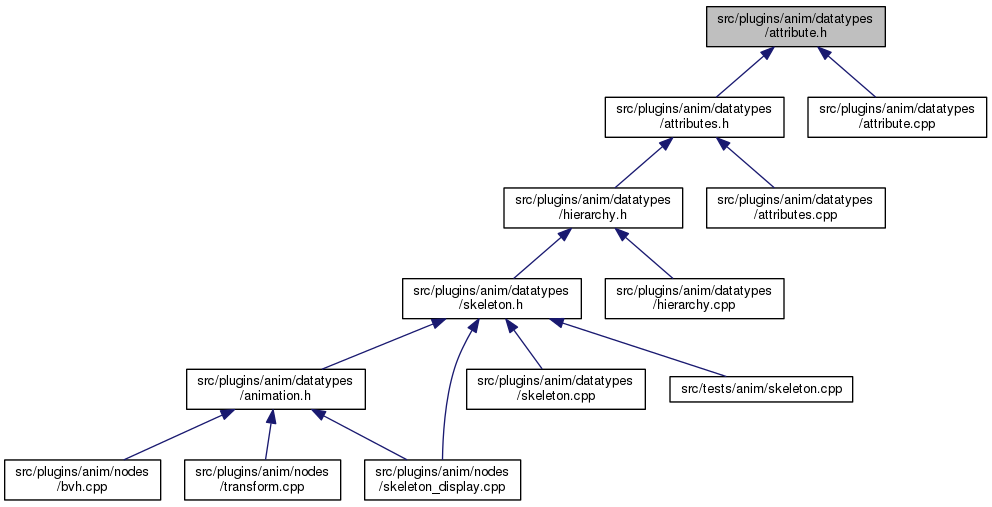 src/plugins/anim/datatypes
/attribute.h
src/plugins/anim/datatypes
/attributes.h
src/plugins/anim/datatypes
/attribute.cpp
src/plugins/anim/datatypes
/hierarchy.h
src/plugins/anim/datatypes
/attributes.cpp
src/plugins/anim/datatypes
/skeleton.h
src/plugins/anim/datatypes
/hierarchy.cpp
src/plugins/anim/datatypes
/animation.h
src/plugins/anim/datatypes
/skeleton.cpp
src/tests/anim/skeleton.cpp
src/plugins/anim/nodes
/bvh.cpp
src/plugins/anim/nodes
/transform.cpp
src/plugins/anim/nodes
/skeleton_display.cpp